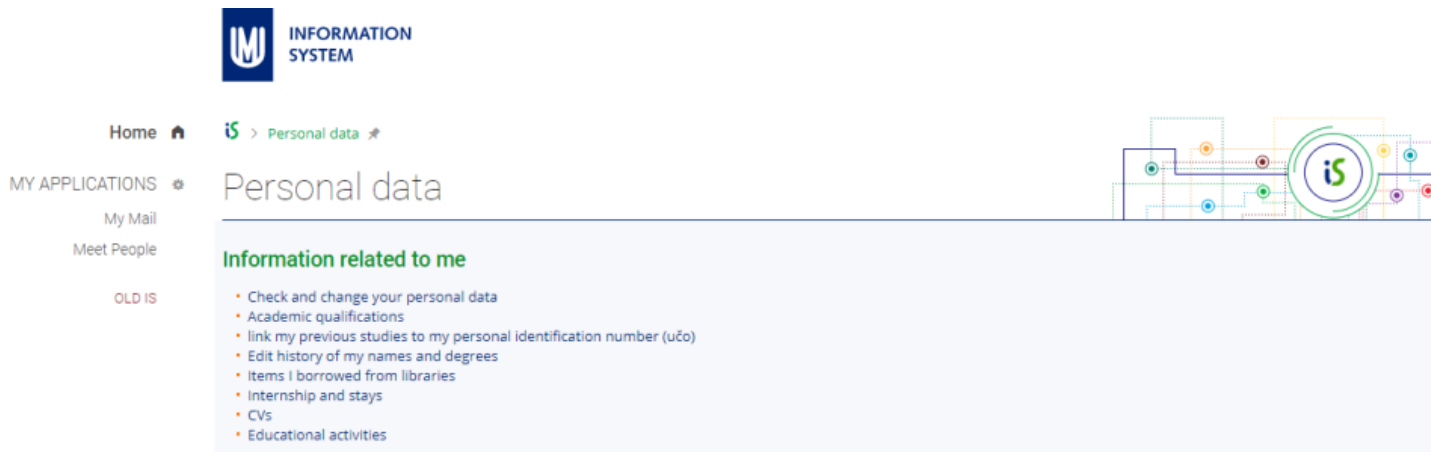 INFORMATION
SYSTEM
Home
iS > Personal data
MY APPLICATIONS
Personal data
iS
My Mail
Meet People
OLD IS
Information related to me
• Check and change your personal data
• Academic qualifications
• link my previous studies to my personal identification number (učo)
• Edit history of my names and degrees
• Items I borrowed from libraries
• Internship and stays
• CVs
• Educational activities